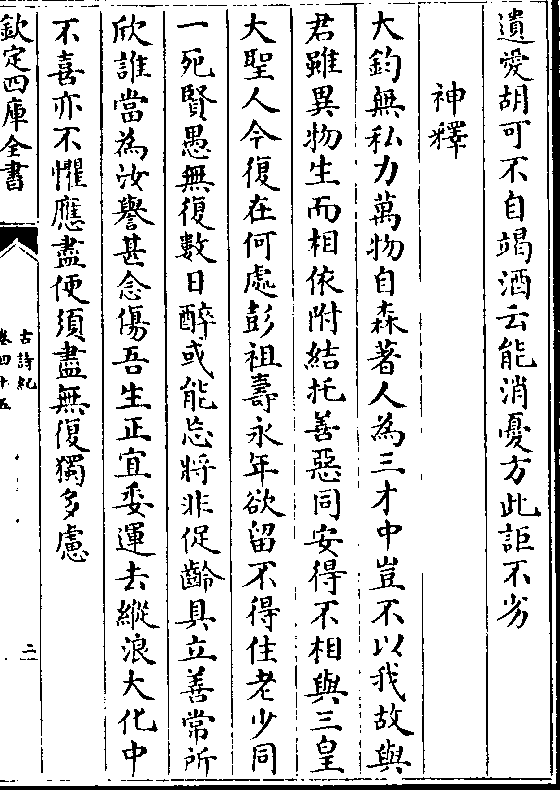 遺愛胡可不自竭酒云能消憂方此詎不劣
神釋
大鈞無私力萬物自森著人為三才中豈不以我故與
君雖異物生而相依附結托善惡同安得不相與三皇
大聖人今復在何處彭祖壽永年欲留不得住老少同
一死賢愚無復數日醉或能忘將非促齡具立善常所
欣誰當為汝譽甚念傷吾生正宜委運去縱浪大化中
不喜亦不懼應盡便須盡無復獨多慮
欽定四庫全書
古詩紀
卷四十五
二